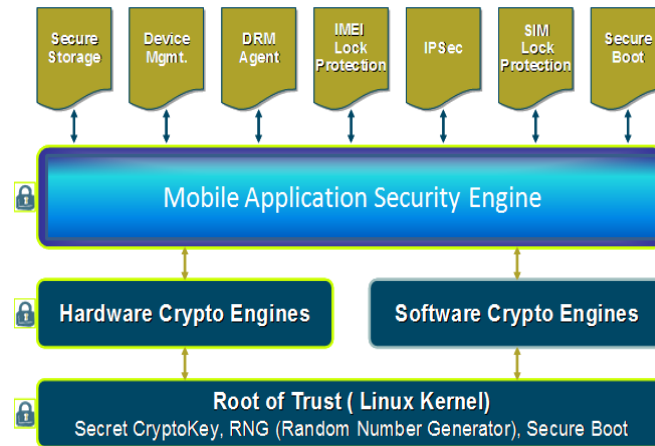 Secure
Storage
Device
Mgmt.
DRM
Agent
IMEI
Lock
Protection
IPSec
SIM
Lock
Protection
Secure
Boot
Mobile Application Security Engine
Hardware Crypto Engines
Software Crypto Engines
Root of Trust ( Linux Kernel)
Secret CryptoKey, RNG (Random Number Generator), Secure Boot